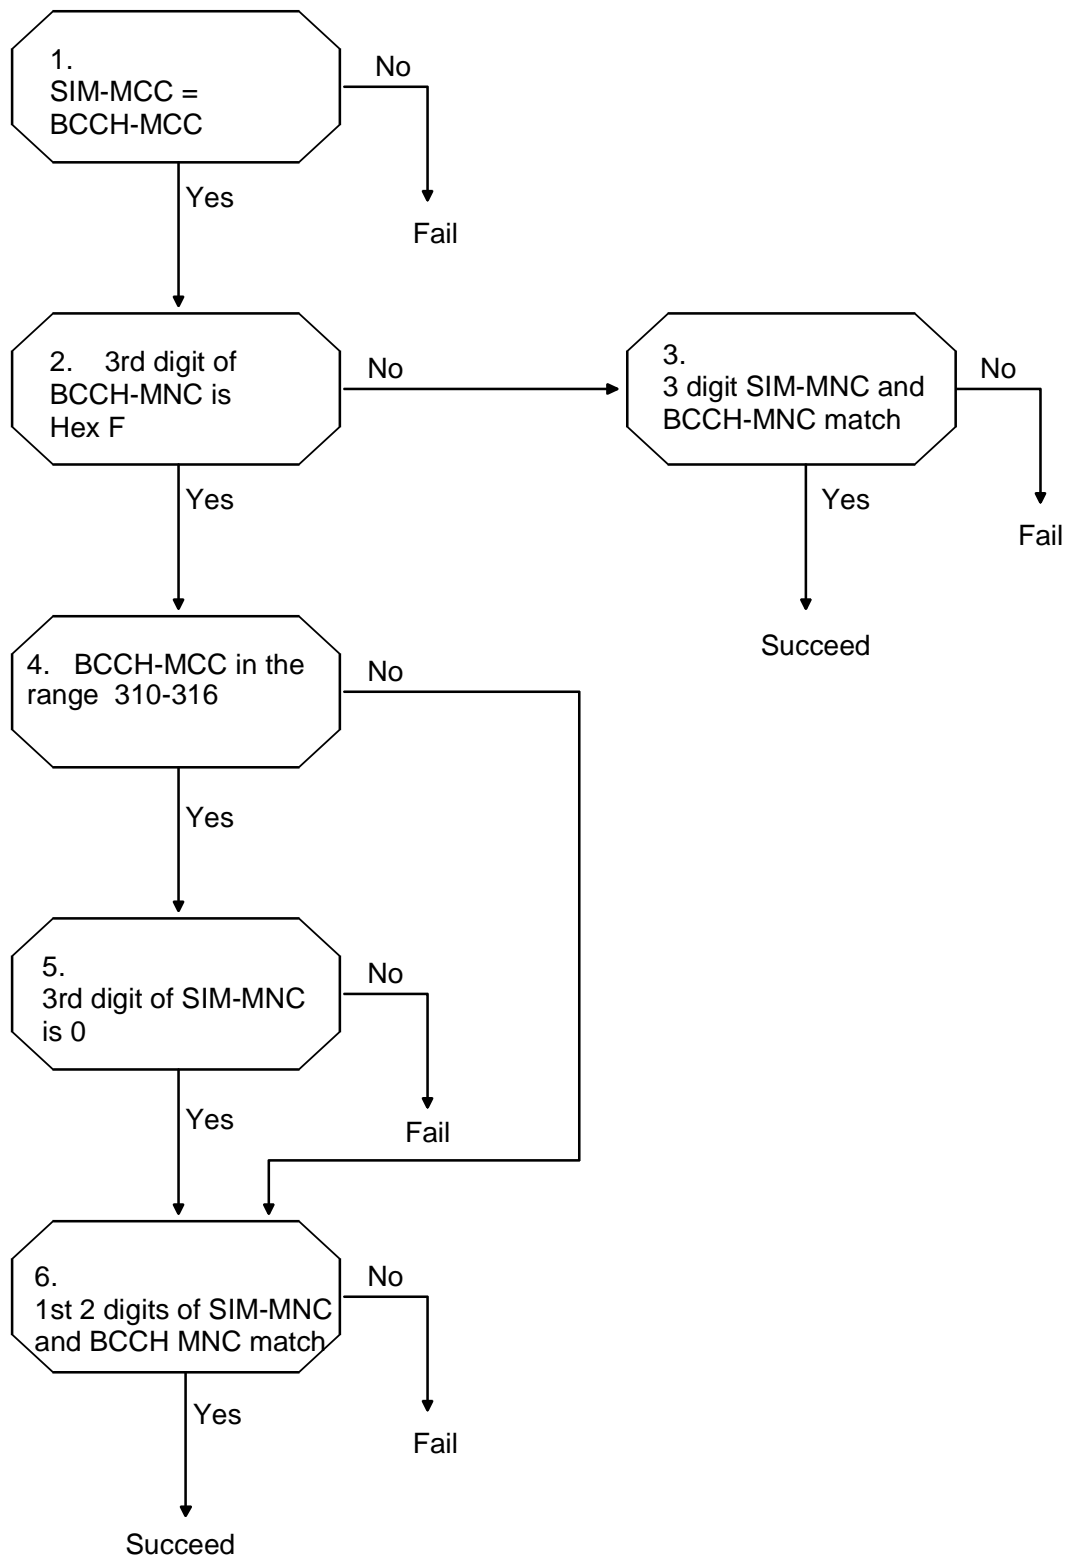 1.
SIM-MCC =
BCCH-MCC
No
Yes
Fail
2. 3rd digit of
BCCH-MNC is
Hex F
No
3.
3 digit SIM-MNC and
BCCH-MNC match
No
Yes
Yes
Fail
Succeed
4. BCCH-MCC in the
range 310-316
No
Yes
5.
3rd digit of SIM-MNC
is 0
No
Yes
Fail
6.
1st 2 digits of SIM-MNC
and BCCH MNC match
No
Yes
Fail
Succeed